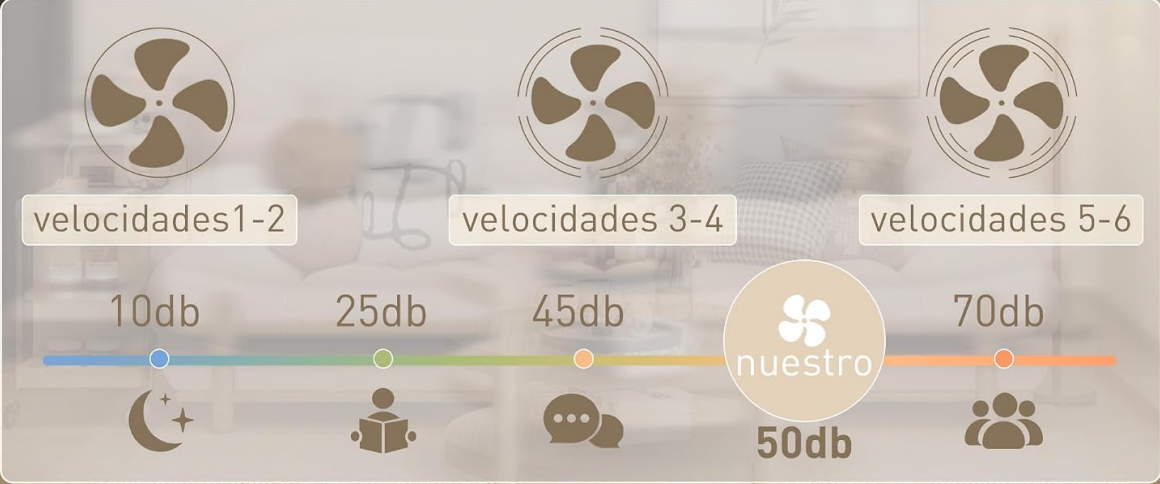 velocidades1-2
velocidades 3-4
velocidades 5-6
10db
25db
45db
70db
nuestro
50db